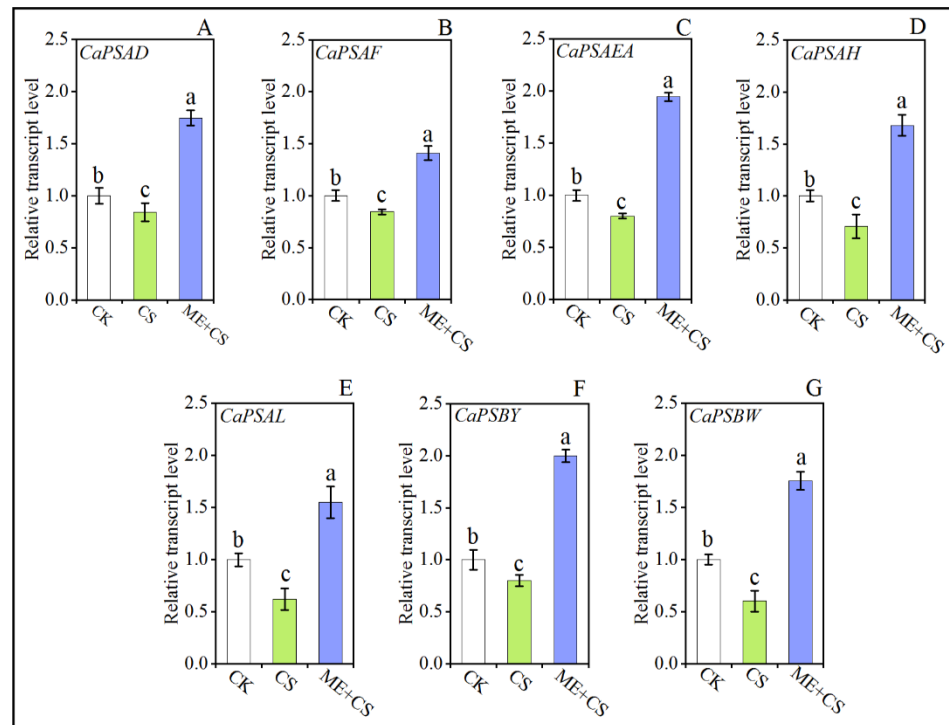 A
CaPSAD
Relative transcript level
2.5
2.0
1.5
1.0
0.5
0.0
b
c
a
CK
CS
ME+CS
B
CaPSAF
Relative transcript level
2.5
2.0
1.5
1.0
0.5
0.0
b
c
a
CK
CS
ME+CS
C
CaPSAEA
Relative transcript level
2.5
2.0
1.5
1.0
0.5
0.0
b
c
a
CK
CS
ME+CS
D
CaPSAH
Relative transcript level
2.5
2.0
1.5
1.0
0.5
0.0
b
c
a
CK
CS
ME+CS
E
CaPSAL
Relative transcript level
2.5
2.0
1.5
1.0
0.5
0.0
b
c
a
CK
CS
ME+CS
F
CaPSBY
Relative transcript level
2.5
2.0
1.5
1.0
0.5
0.0
b
c
a
CK
CS
ME+CS
G
CaPSBW
Relative transcript level
2.5
2.0
1.5
1.0
0.5
0.0
b
c
a
CK
CS
ME+CS